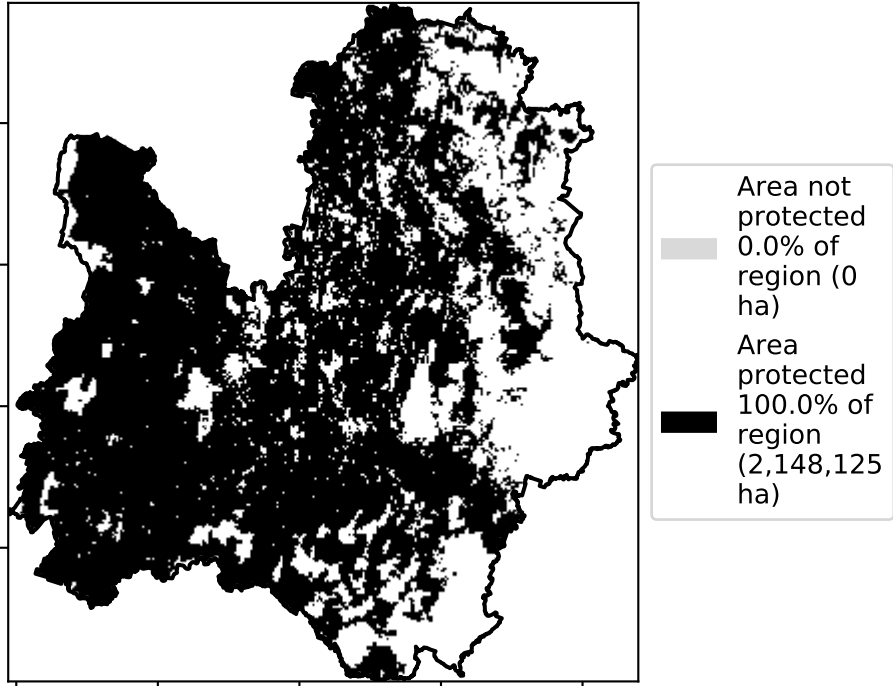 Area not
protected
0.0% of
region (0
ha)
Area
protected
100.0% of
region
(2,148,125
ha)